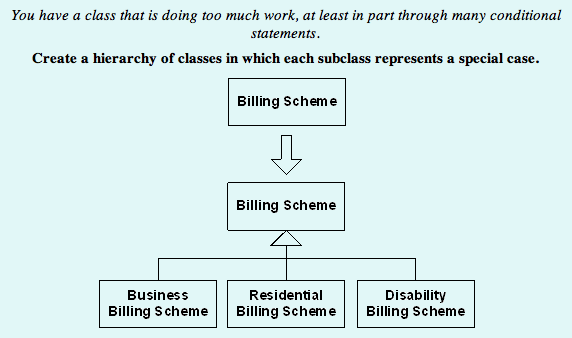 You have a class that is doing too much work, at least in part through many conditional
statements.
Create a hierarchy of classes in which each subclass represents a special case.
Billing Scheme
Billing Scheme
Business
Billing Scheme
Residential
Billing Scheme
Disability
Billing Scheme